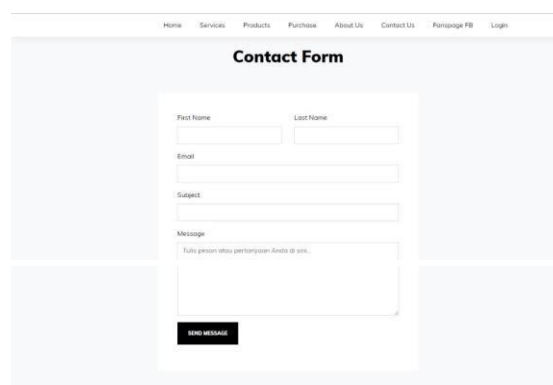 Home Services Products Purchase About Us Contact Us Fanspage FB Login
Contact Form
First Name Last Name
Email
Subject
Message
Tulis pesan atau pertanyaan Anda di sini..
SEND MESSAGE